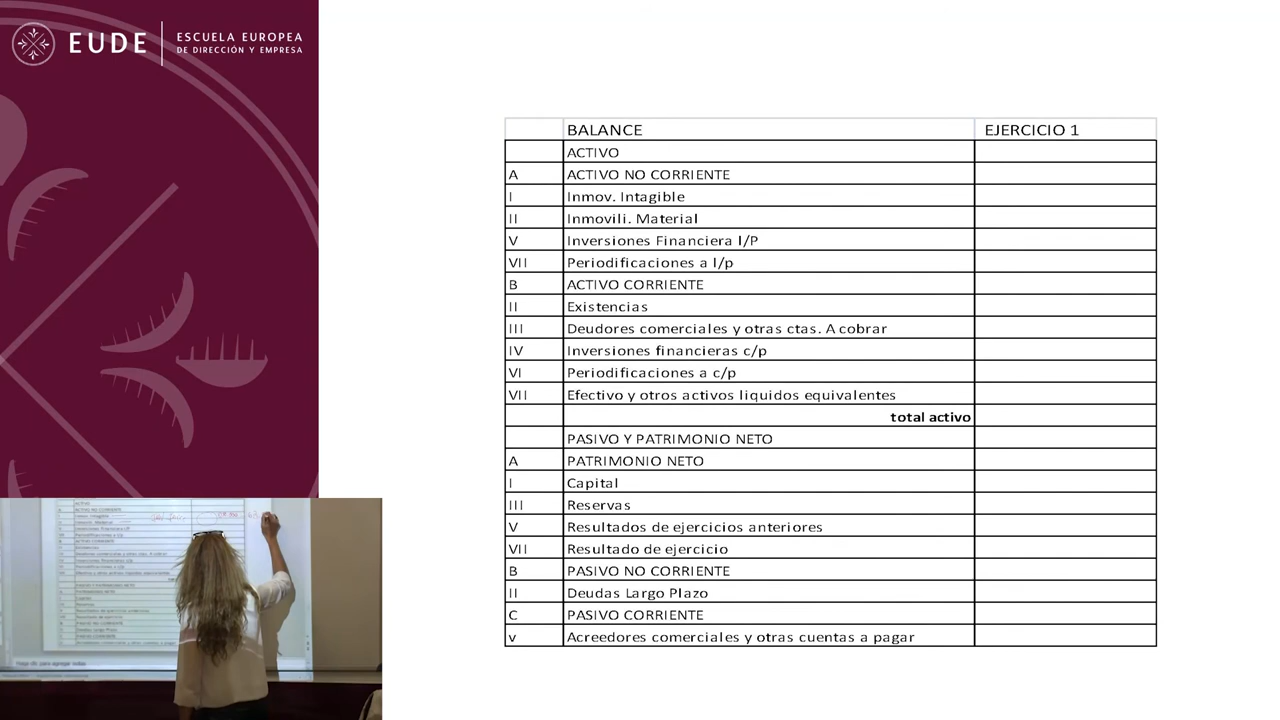 EUDE
ESCUELA EUROPEA
DE DIRECCIÓN Y EMPRESA
BALANCE EJERCICIO 1
ACTIVO
A ACTIVO NO CORRIENTE
I Inmov. Intagible
II Inmovili. Material
V Inversiones Financiera l/P
VII Periodificaciones a l/p
B ACTIVO CORRIENTE
II Existencias
III Deudores comerciales y otras ctas. A cobrar
IV Inversiones financieras c/p
VI Periodificaciones a c/p
VII Efectivo y otros activos liquidos equivalentes
total activo
PASIVO Y PATRIMONIO NETO
A PATRIMONIO NETO
I Capital
III Reservas
V Resultados de ejercicios anteriores
VII Resultado de ejercicio
B PASIVO NO CORRIENTE
II Deudas Largo Plazo
C PASIVO CORRIENTE
v Acreedores comerciales y otras cuentas a pagar